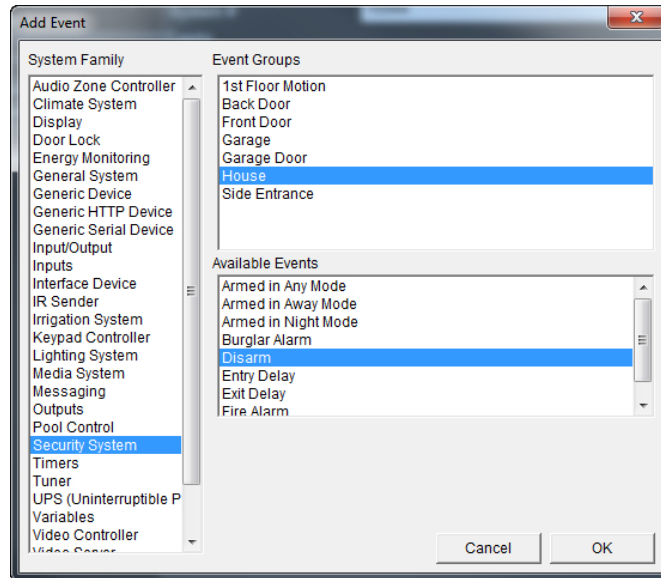 Add Event
System Family
Audio Zone Controller
Climate System
Display
Door Lock
Energy Monitoring
General System
Generic Device
Generic HTTP Device
Generic Serial Device
Input/Output
Inputs
Interface Device
IR Sender
Irrigation System
Keypad Controller
Lighting System
Media System
Messaging
Outputs
Pool Control
Security System
Timers
Tuner
UPS (Uninterruptible P
Variables
Video Controller
Video Server
Event Groups
1st Floor Motion
Back Door
Front Door
Garage
Garage Door
House
Side Entrance
Available Events
Armed in Any Mode
Armed in Away Mode
Armed in Night Mode
Burglar Alarm
Disarm
Entry Delay
Exit Delay
Fire Alarm
Cancel
OK